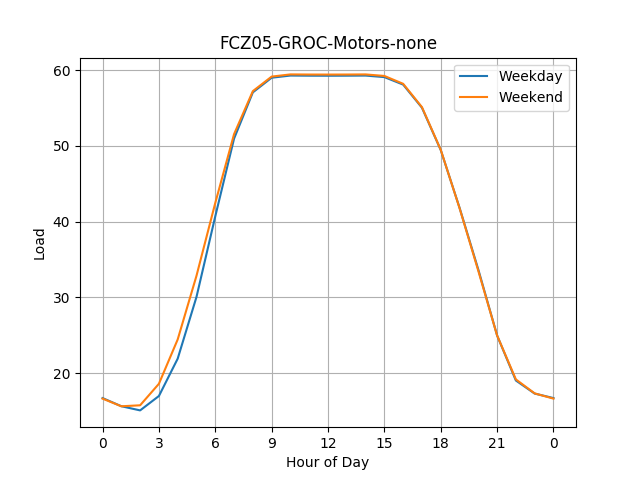 FCZ05-GROC-Motors-none
Weekday
Weekend
60
50
40
30
20
Load
0 3 6 9 12 15 18 21 0
Hour of Day